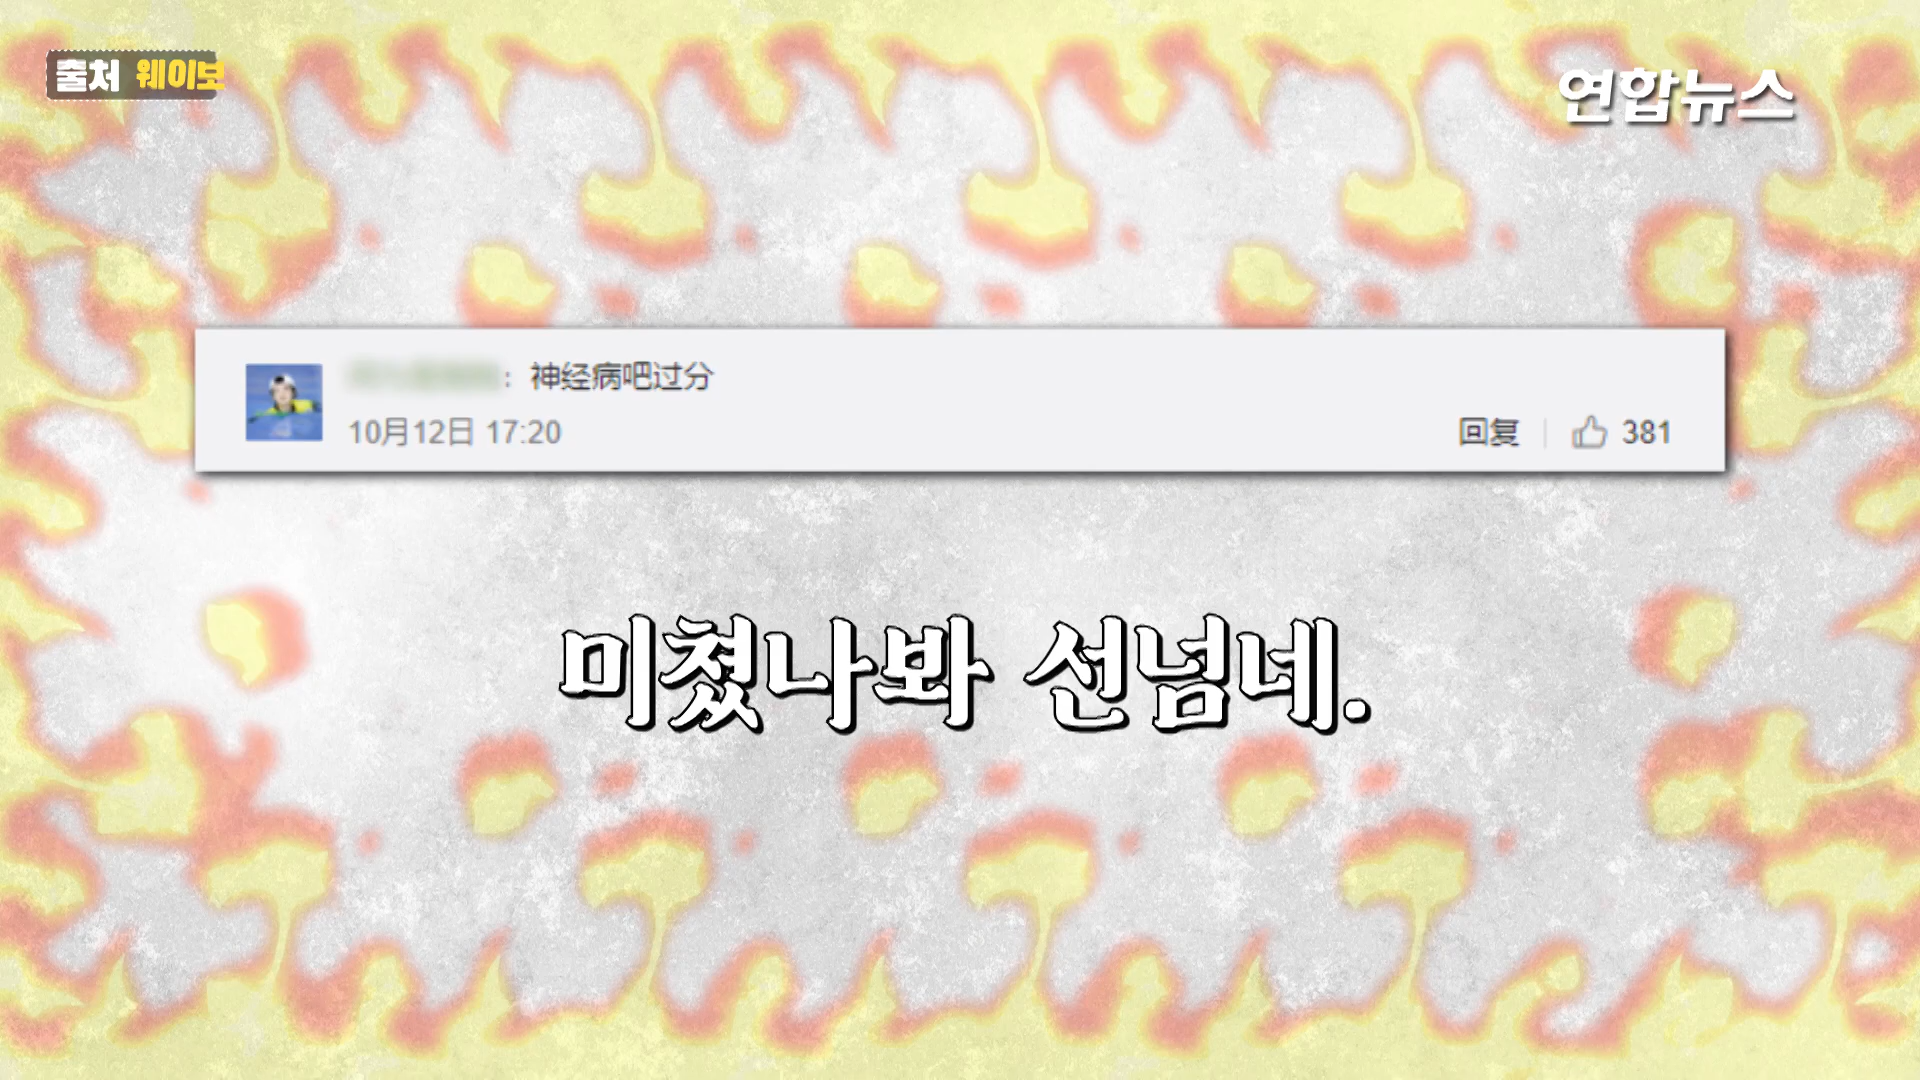 출처 웨이보
연합뉴스
: 神经病吧过分
10月12日 17:20
回复 381
미쳤나봐 선넘네.